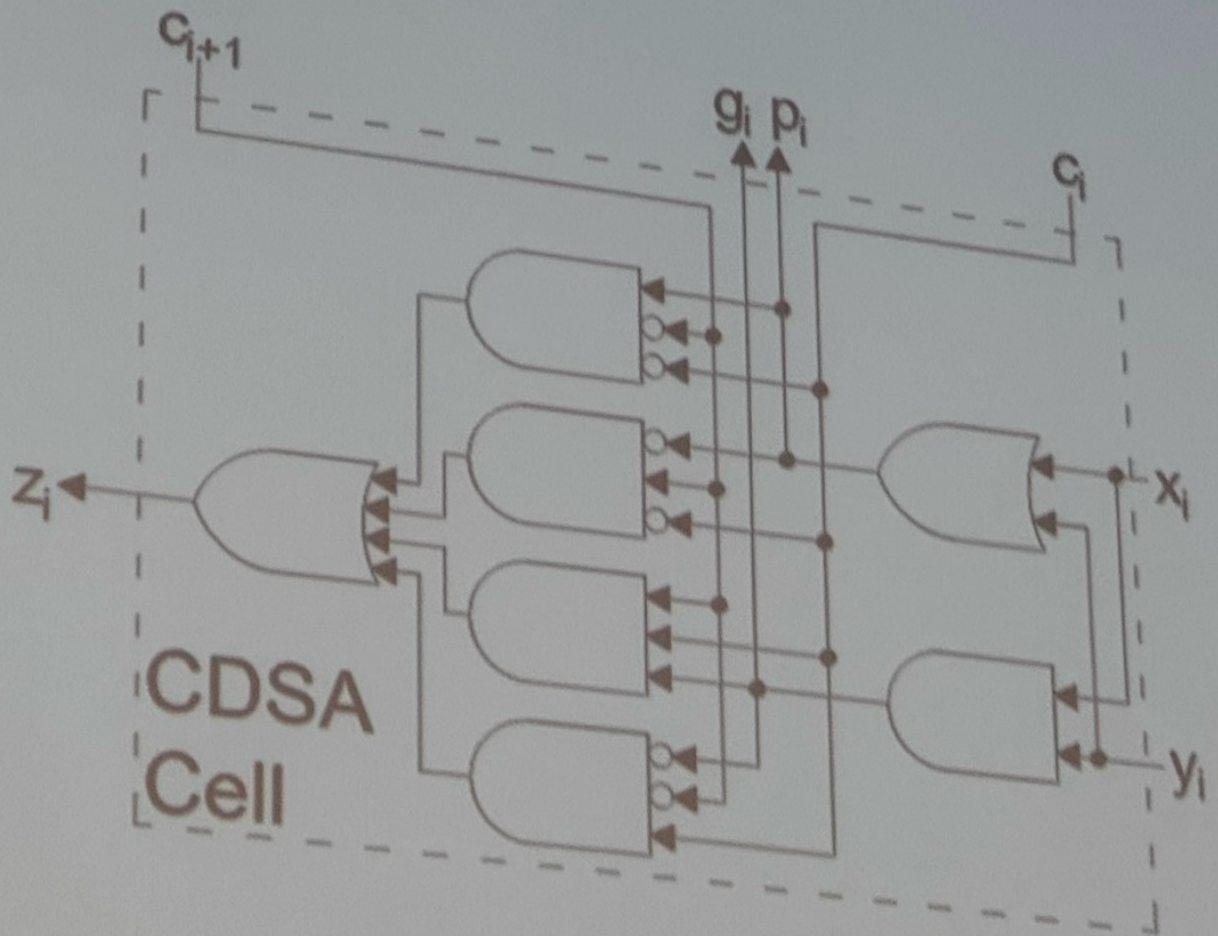 cᵢ₊₁
gᵢ pᵢ
cᵢ
zᵢ
xᵢ
yᵢ
CDSA
Cell